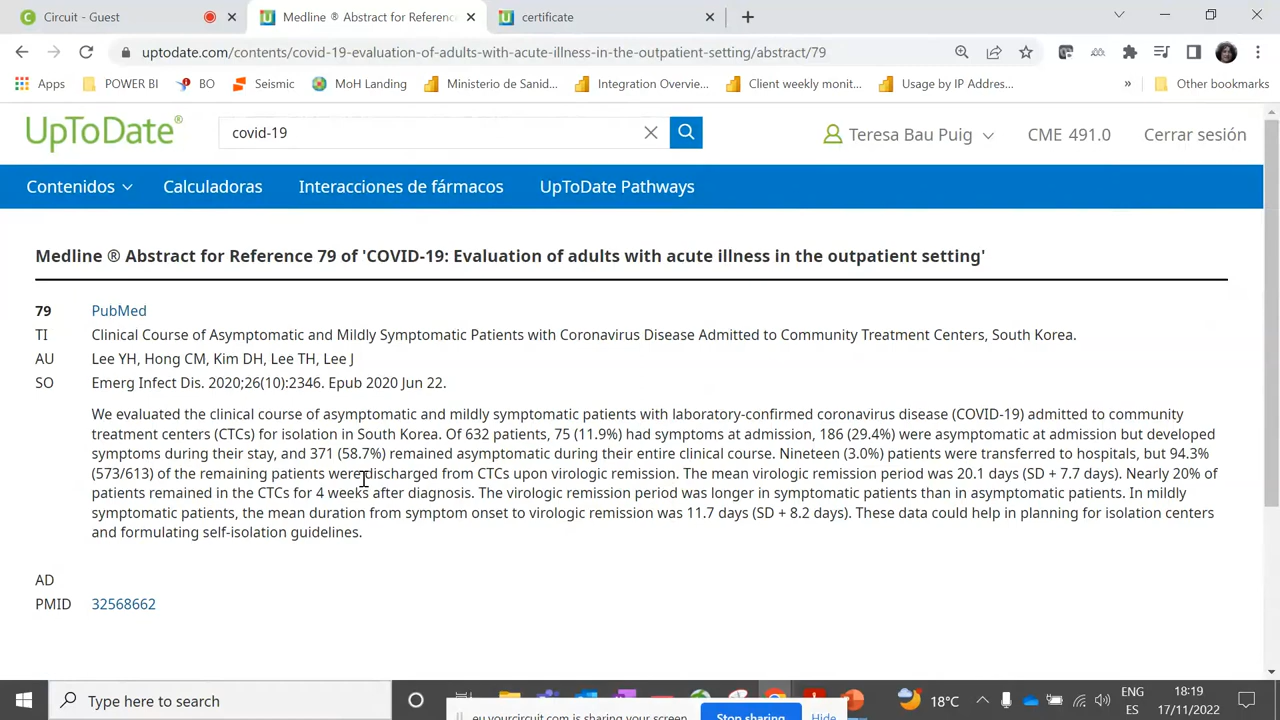 Circuit - Guest
Medline ® Abstract for Referenc
certificate
uptodate.com/contents/covid-19-evaluation-of-adults-with-acute-illness-in-the-outpatient-setting/abstract/79
Apps
POWER BI
BO
Seismic
MoH Landing
Ministerio de Sanid...
Integration Overvie...
Client weekly monit...
Usage by IP Addres...
»
Other bookmarks
UpToDate®
covid-19
Teresa Bau Puig
CME 491.0
Cerrar sesión
Contenidos
Calculadoras
Interacciones de fármacos
UpToDate Pathways
Medline ® Abstract for Reference 79 of 'COVID-19: Evaluation of adults with acute illness in the outpatient setting'
79 PubMed
TI Clinical Course of Asymptomatic and Mildly Symptomatic Patients with Coronavirus Disease Admitted to Community Treatment Centers, South Korea.
AU Lee YH, Hong CM, Kim DH, Lee TH, Lee J
SO Emerg Infect Dis. 2020;26(10):2346. Epub 2020 Jun 22.
We evaluated the clinical course of asymptomatic and mildly symptomatic patients with laboratory-confirmed coronavirus disease (COVID-19) admitted to community
treatment centers (CTCs) for isolation in South Korea. Of 632 patients, 75 (11.9%) had symptoms at admission, 186 (29.4%) were asymptomatic at admission but developed
symptoms during their stay, and 371 (58.7%) remained asymptomatic during their entire clinical course. Nineteen (3.0%) patients were transferred to hospitals, but 94.3%
(573/613) of the remaining patients were discharged from CTCs upon virologic remission. The mean virologic remission period was 20.1 days (SD + 7.7 days). Nearly 20% of
patients remained in the CTCs for 4 weeks after diagnosis. The virologic remission period was longer in symptomatic patients than in asymptomatic patients. In mildly
symptomatic patients, the mean duration from symptom onset to virologic remission was 11.7 days (SD + 8.2 days). These data could help in planning for isolation centers
and formulating self-isolation guidelines.
AD
PMID 32568662
Type here to search
eu.yourcircuit.com is sharing your screen.
Stop sharing
Hide
18°C
ENG
ES
18:19
17/11/2022